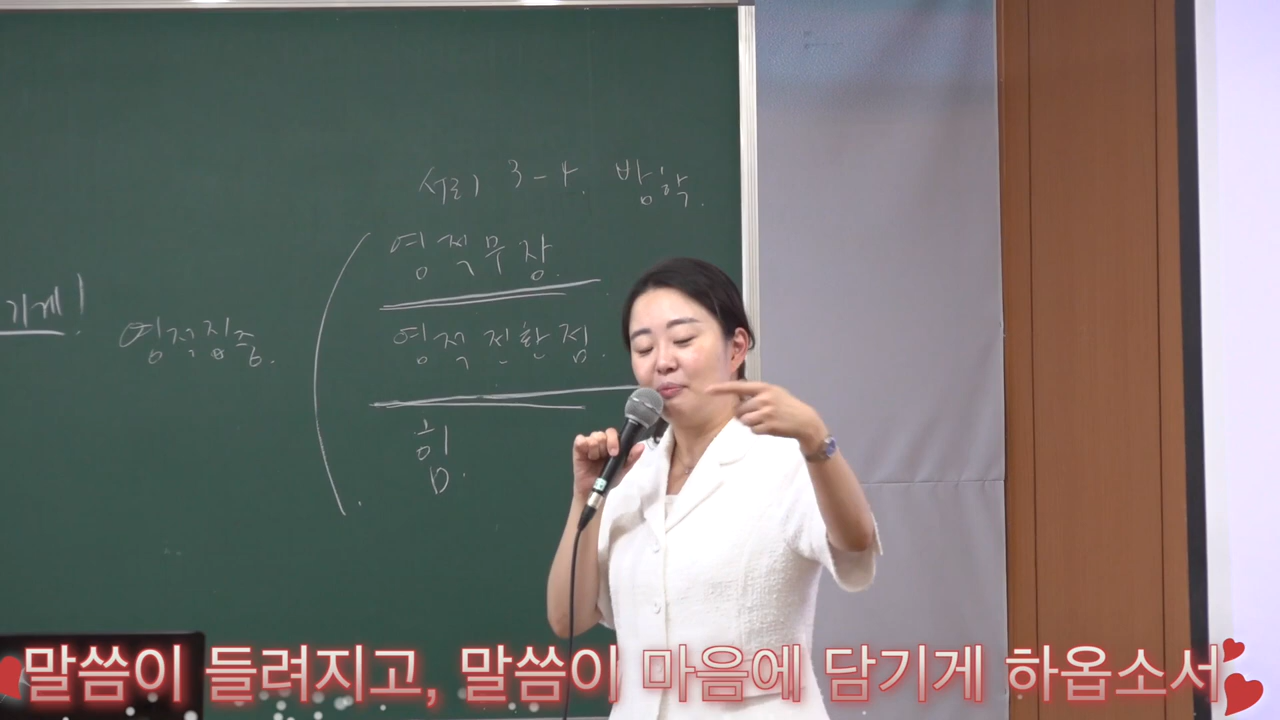 3-4. 방학.
영적무장.
영적 전환점.
힘.
기게!
영적집중.
말씀이 들려지고, 말씀이 마음에 담기게 하옵소서